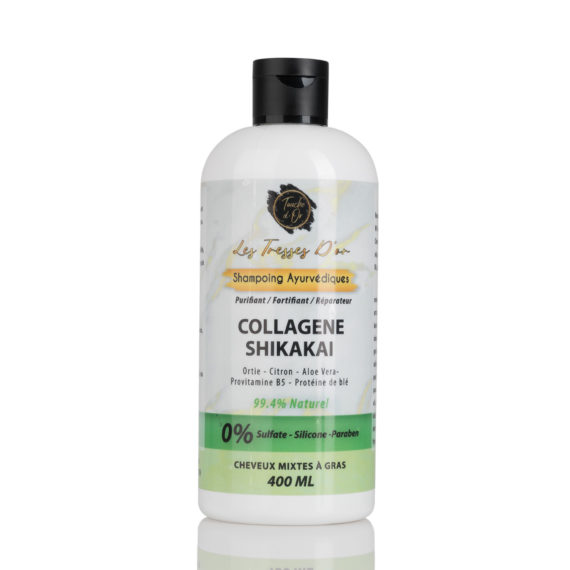 Touche
d'Or
Les Tresses D'or
Shampoing Ayurvédiques
Purifiant / Fortifiant / Réparateur
COLLAGENE
SHIKAKAI
Ortie - Citron - Aloe Vera-
Provitamine B5 - Protéine de blé
99.4% Naturel
0% Sulfate - Silicone -Paraben
CHEVEUX MIXTES À GRAS
400 ML